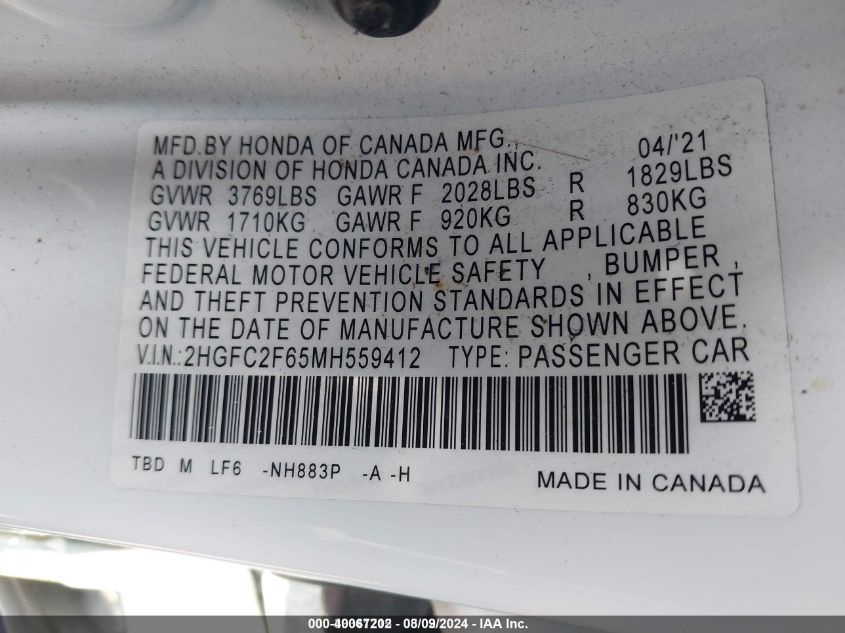 MFD.BY HONDA OF CANADA MFG., 04/'21
A DIVISION OF HONDA CANADA INC.
GVWR 3769LBS GAWR F 2028LBS R 1829LBS
GVWR 1710KG GAWR F 920KG R 830KG
THIS VEHICLE CONFORMS TO ALL APPLICABLE
FEDERAL MOTOR VEHICLE SAFETY , BUMPER ,
AND THEFT PREVENTION STANDARDS IN EFFECT
ON THE DATE OF MANUFACTURE SHOWN ABOVE.
V.I.N.: 2HGFC2F65MH559412 TYPE: PASSENGER CAR
TBD M LF6 -NH883P -A -H
MADE IN CANADA
08/09/2024 - IAA Inc.